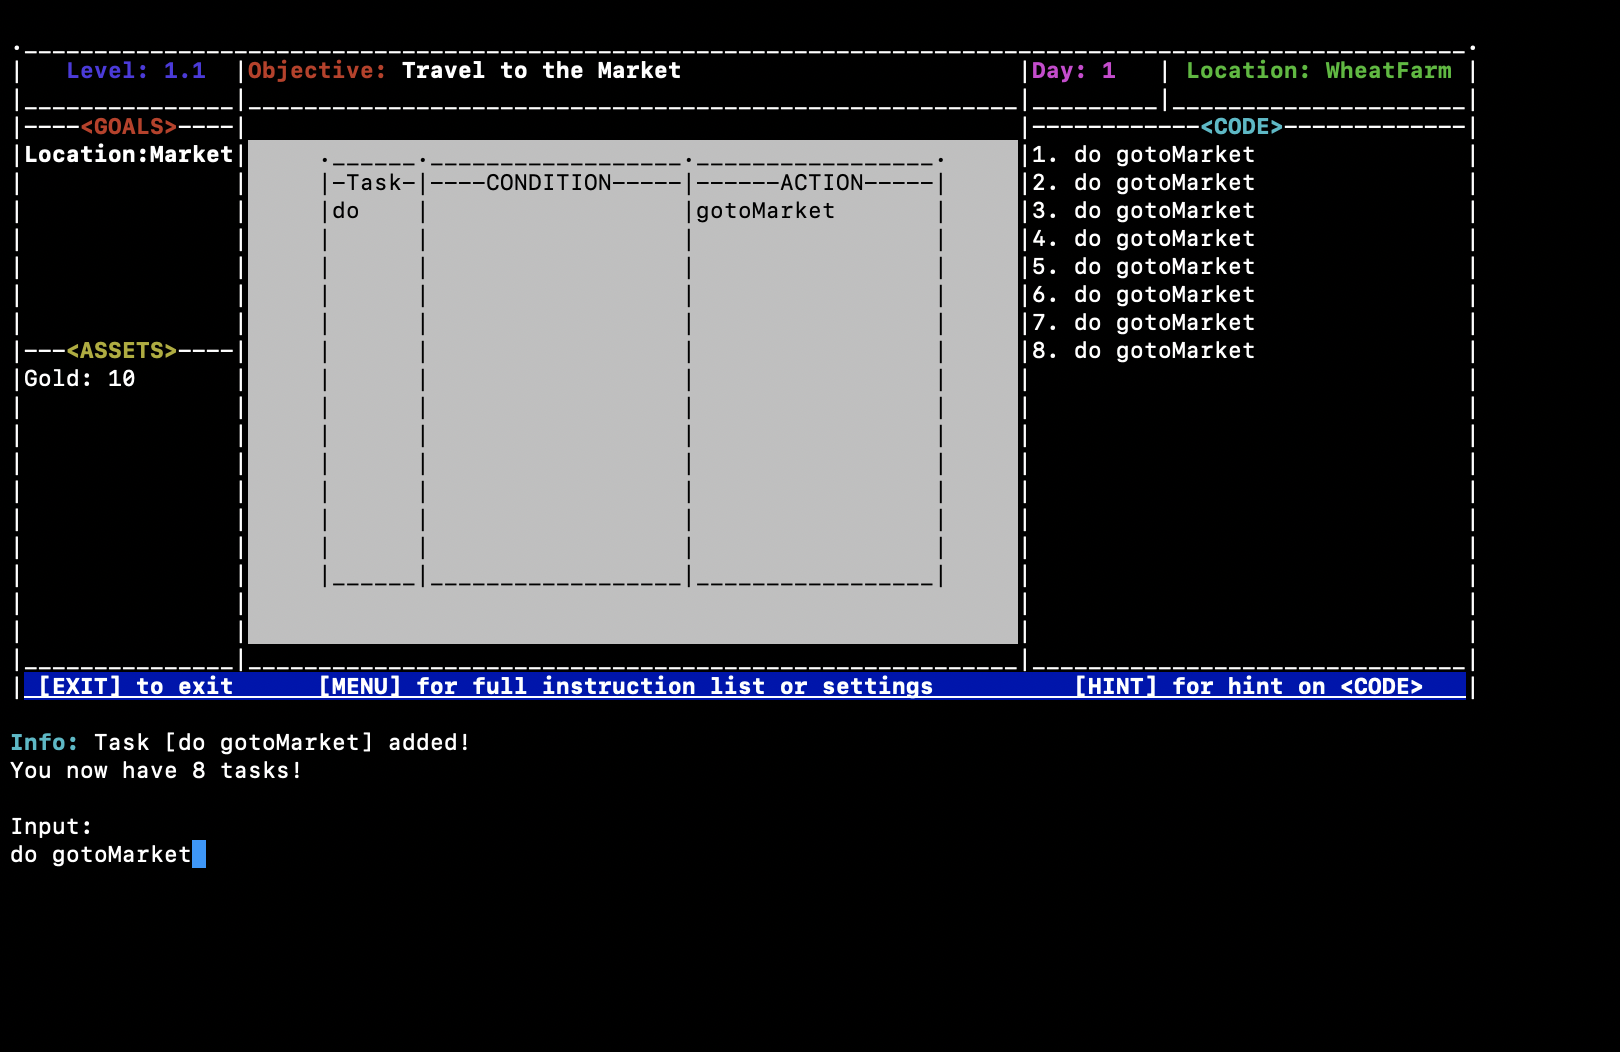 Level: 1.1 Objective: Travel to the Market Day: 1 Location: WheatFarm
<GOALS> <CODE>
Location:Market 1. do gotoMarket
Task CONDITION ACTION 2. do gotoMarket
do gotoMarket 3. do gotoMarket
4. do gotoMarket
5. do gotoMarket
6. do gotoMarket
7. do gotoMarket
<ASSETS> 8. do gotoMarket
Gold: 10
[EXIT] to exit [MENU] for full instruction list or settings [HINT] for hint on <CODE>
Info: Task [do gotoMarket] added!
You now have 8 tasks!
Input:
do gotoMarket